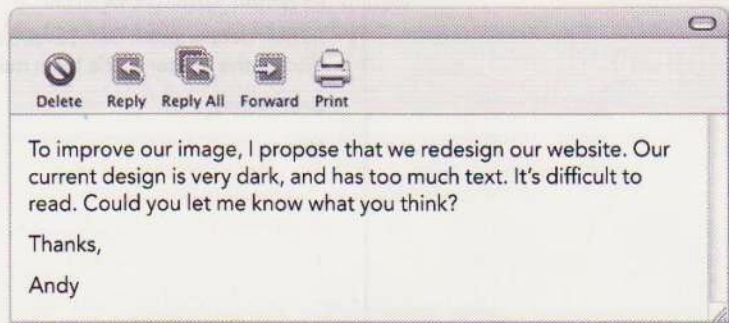 Delete Reply Reply All Forward Print
To improve our image, I propose that we redesign our website. Our
current design is very dark, and has too much text. It's difficult to
read. Could you let me know what you think?
Thanks,
Andy